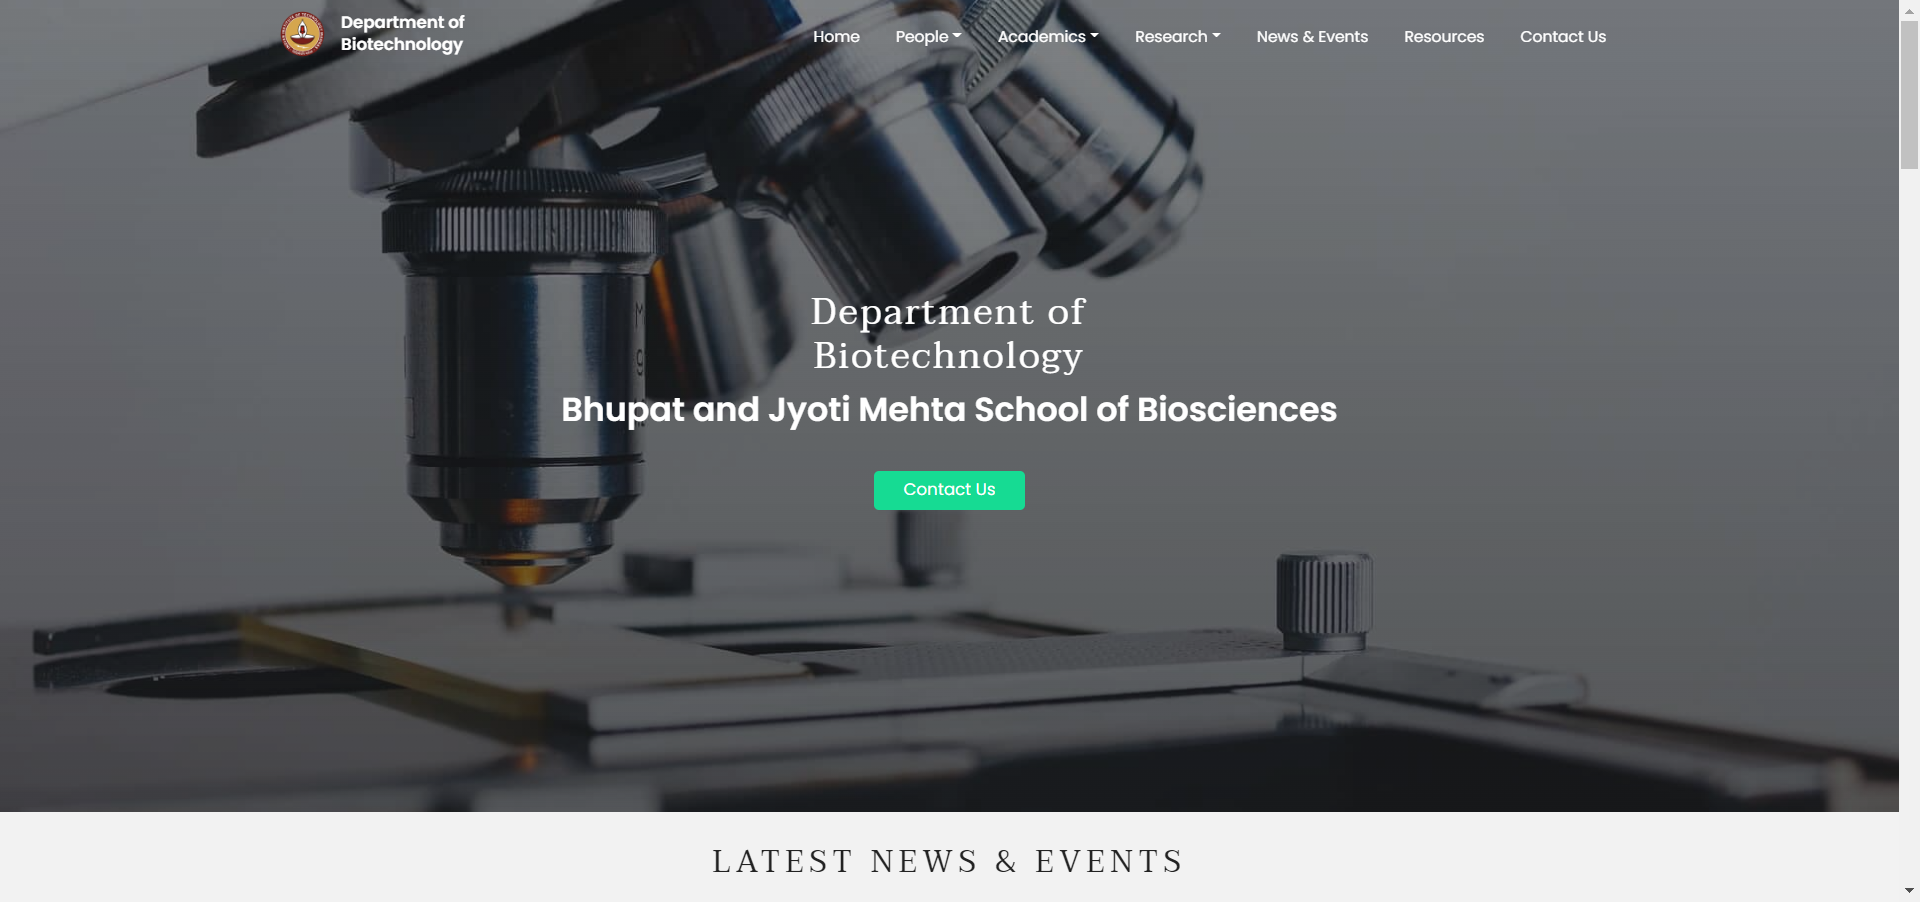 Department of
Biotechnology
Home People Academics Research News & Events Resources Contact Us
Department of
Biotechnology
Bhupat and Jyoti Mehta School of Biosciences
Contact Us
LATEST NEWS & EVENTS